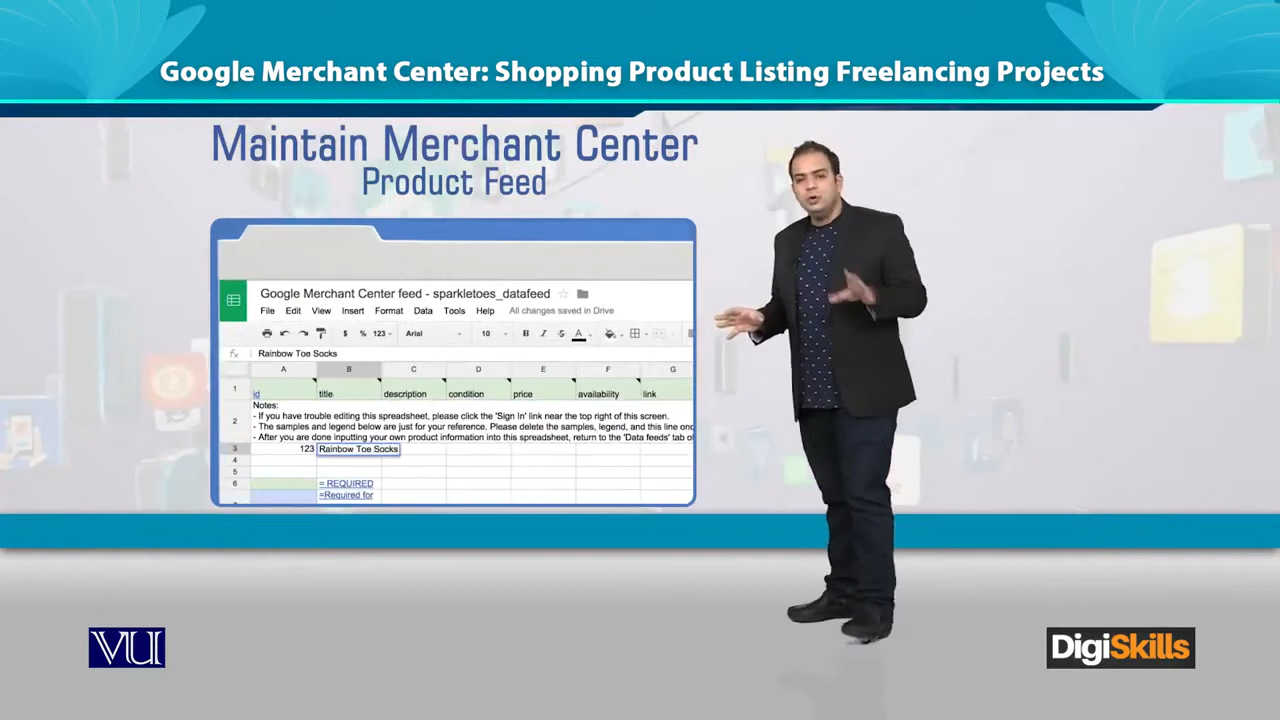 Google Merchant Center: Shopping Product Listing Freelancing Projects
Maintain Merchant Center
Product Feed
Google Merchant Center feed - sparkletoes_datafeed
File Edit View Insert Format Data Tools Help All changes saved in Drive
$ % 123 Arial 10 B I S A
fx Rainbow Toe Socks
A B C D E F G
1 id title description condition price availability link
Notes:
2 - If you have trouble editing this spreadsheet, please click the 'Sign In' link near the top right of this screen.
- The samples and legend below are just for your reference. Please delete the samples, legend, and this line onc
- After you are done inputting your own product information into this spreadsheet, return to the 'Data feeds' tab of
3 123 Rainbow Toe Socks
4
5
6 = REQUIRED
=Required for
VU
DigiSkills